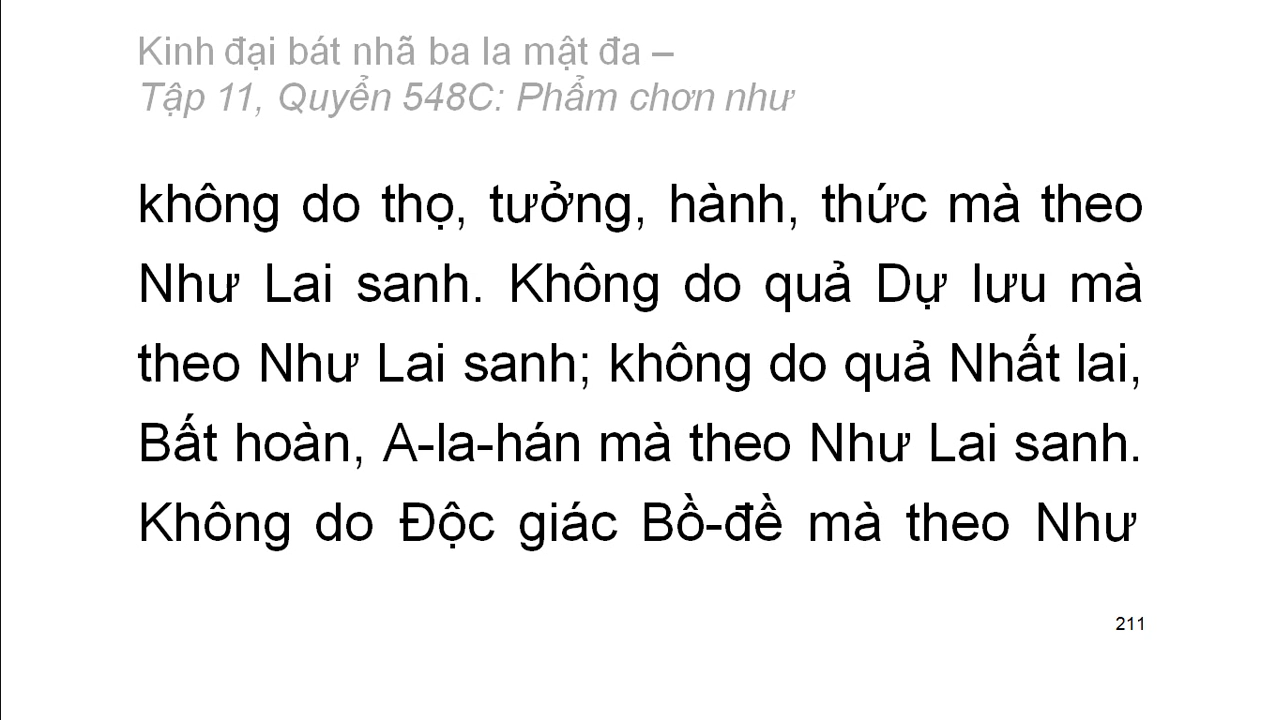 Kinh đại bát nhã ba la mật đa –
Tập 11, Quyển 548C: Phẩm chơn như
không do thọ, tưởng, hành, thức mà theo
Như Lai sanh. Không do quả Dự lưu mà
theo Như Lai sanh; không do quả Nhất lai,
Bất hoàn, A-la-hán mà theo Như Lai sanh.
Không do Độc giác Bồ-đề mà theo Như
211